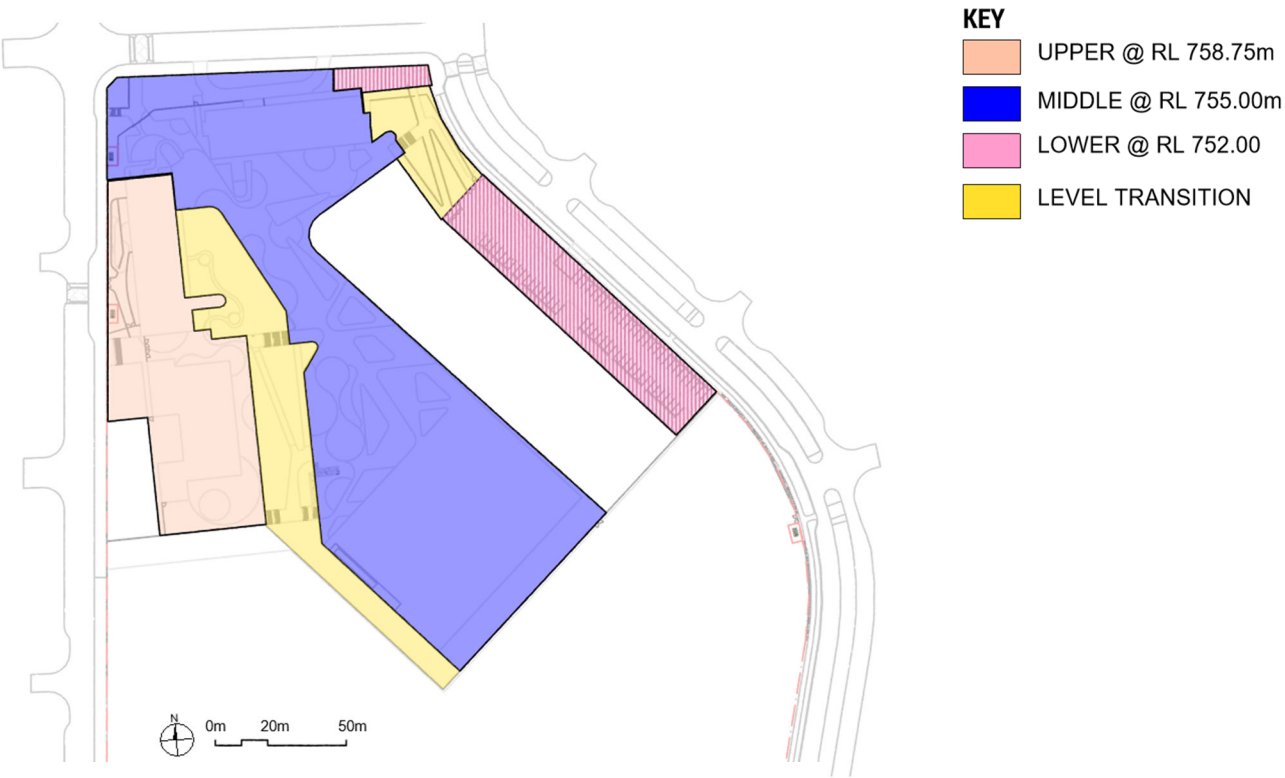 KEY
UPPER @ RL 758.75m
MIDDLE @ RL 755.00m
LOWER @ RL 752.00
LEVEL TRANSITION
N
0m 20m 50m